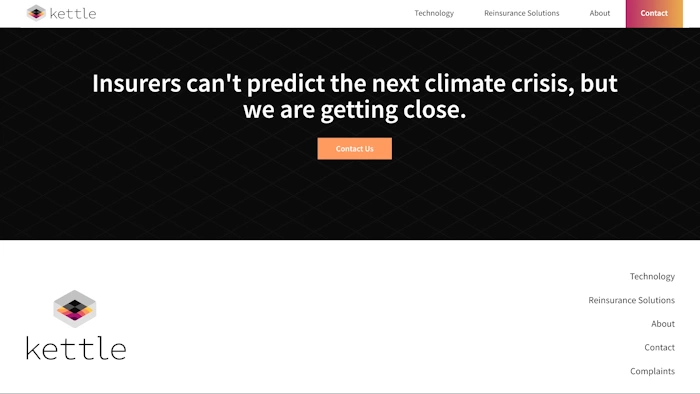 kettle
Technology
Reinsurance Solutions
About
Contact
Insurers can't predict the next climate crisis, but
we are getting close.
Contact Us
Technology
Reinsurance Solutions
About
Contact
Complaints
kettle